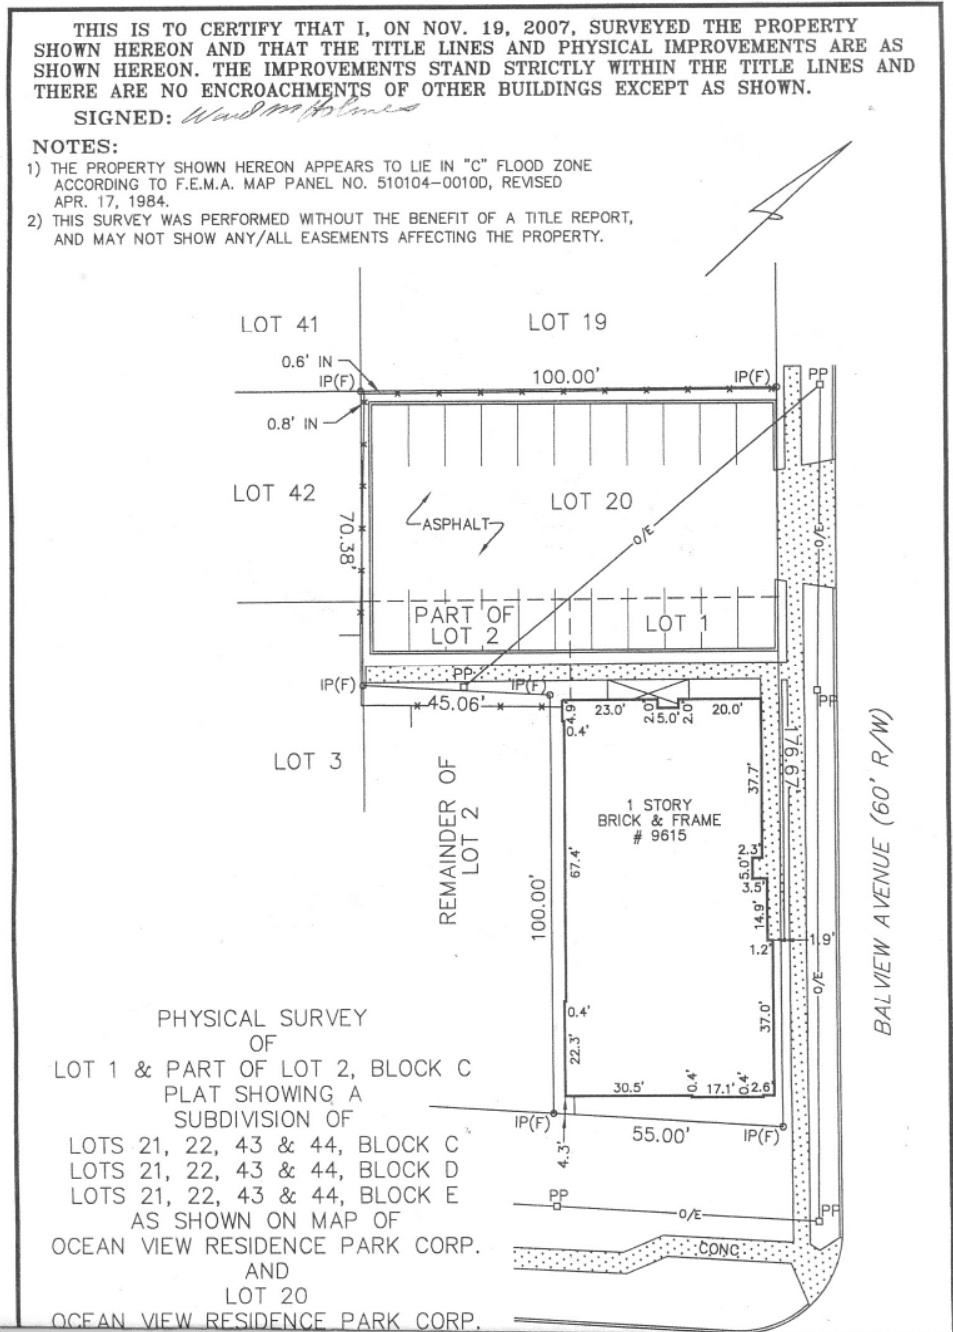 THIS IS TO CERTIFY THAT I, ON NOV. 19, 2007, SURVEYED THE PROPERTY
SHOWN HEREON AND THAT THE TITLE LINES AND PHYSICAL IMPROVEMENTS ARE AS
SHOWN HEREON. THE IMPROVEMENTS STAND STRICTLY WITHIN THE TITLE LINES AND
THERE ARE NO ENCROACHMENTS OF OTHER BUILDINGS EXCEPT AS SHOWN.
SIGNED: Ward M Holmes
NOTES:
1) THE PROPERTY SHOWN HEREON APPEARS TO LIE IN "C" FLOOD ZONE
ACCORDING TO F.E.M.A. MAP PANEL NO. 510104-0010D, REVISED
APR. 17, 1984.
2) THIS SURVEY WAS PERFORMED WITHOUT THE BENEFIT OF A TITLE REPORT,
AND MAY NOT SHOW ANY/ALL EASEMENTS AFFECTING THE PROPERTY.
LOT 41
LOT 19
0.6' IN
IP(F)
100.00'
IP(F)
PP
0.8' IN
LOT 42
LOT 20
70.38'
ASPHALT
O/E
O/E
PART OF
LOT 2
LOT 1
IP(F)
PP
IP(F)
PP
45.06'
4.9'
0.4'
23.0'
2.0'
5.0'
2.0'
20.0'
176.67'
LOT 3
REMAINDER OF
LOT 2
1 STORY
BRICK & FRAME
# 9615
37.7'
67.4'
2.3'
5.0'
3.5'
14.9'
1.2'
1.9'
100.00'
BALVIEW AVENUE (60' R/W)
O/E
0.4'
22.3'
37.0'
30.5'
0.4'
17.1'
0.4'
2.6'
IP(F)
55.00'
IP(F)
4.3'
PP
O/E
PP
CONC
PHYSICAL SURVEY
OF
LOT 1 & PART OF LOT 2, BLOCK C
PLAT SHOWING A
SUBDIVISION OF
LOTS 21, 22, 43 & 44, BLOCK C
LOTS 21, 22, 43 & 44, BLOCK D
LOTS 21, 22, 43 & 44, BLOCK E
AS SHOWN ON MAP OF
OCEAN VIEW RESIDENCE PARK CORP.
AND
LOT 20
OCEAN VIEW RESIDENCE PARK CORP.